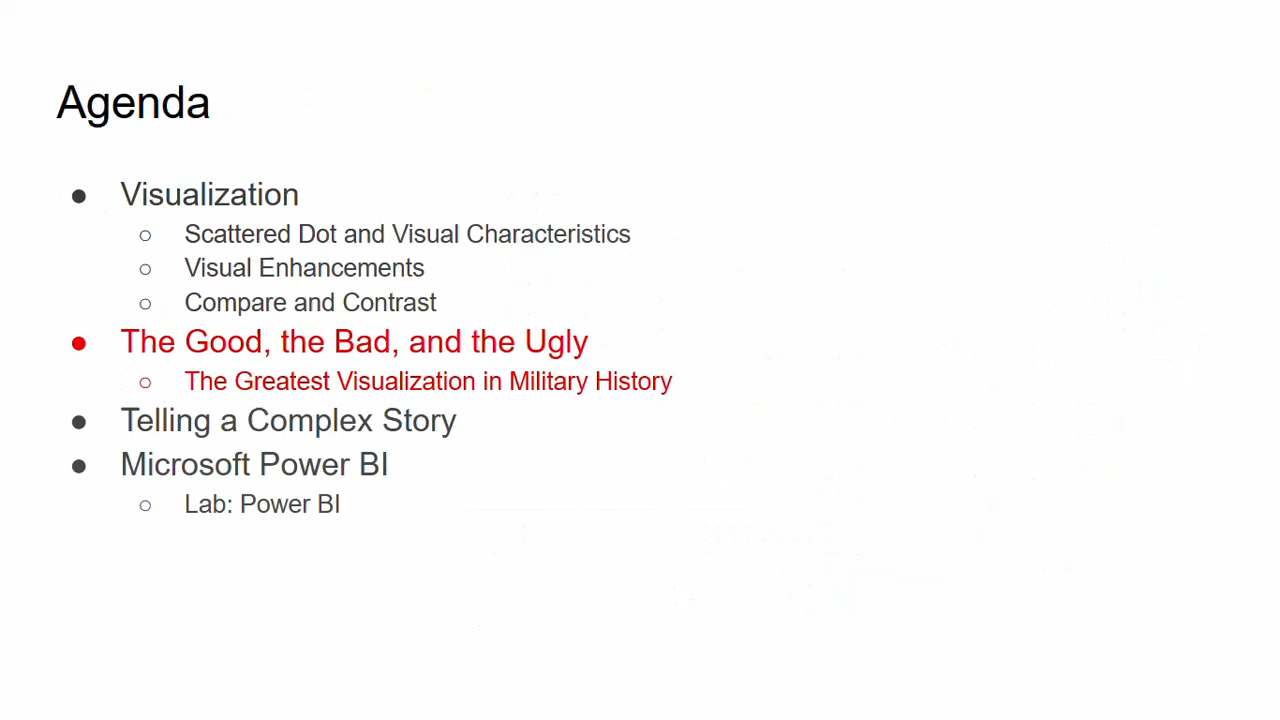 Agenda
● Visualization
○ Scattered Dot and Visual Characteristics
○ Visual Enhancements
○ Compare and Contrast
● The Good, the Bad, and the Ugly
○ The Greatest Visualization in Military History
● Telling a Complex Story
● Microsoft Power BI
○ Lab: Power BI